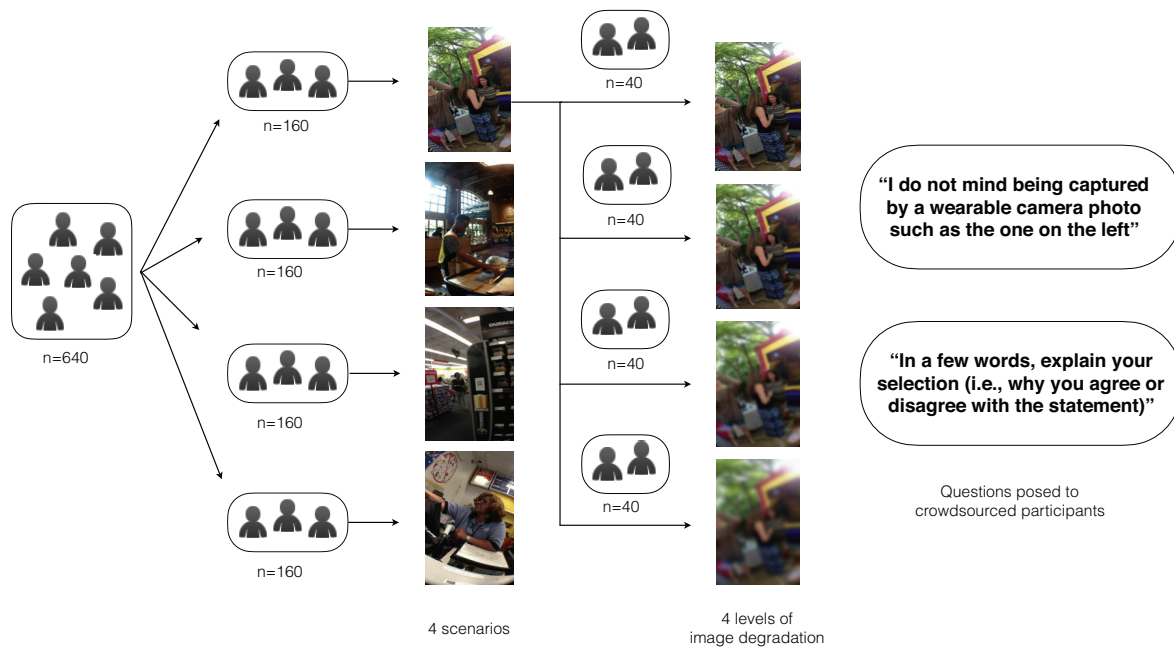 n=640
n=160
n=160
n=160
n=160
4 scenarios
n=40
n=40
n=40
n=40
4 levels of
image degradation
“I do not mind being captured
by a wearable camera photo
such as the one on the left”
“In a few words, explain your
selection (i.e., why you agree or
disagree with the statement)”
Questions posed to
crowdsourced participants